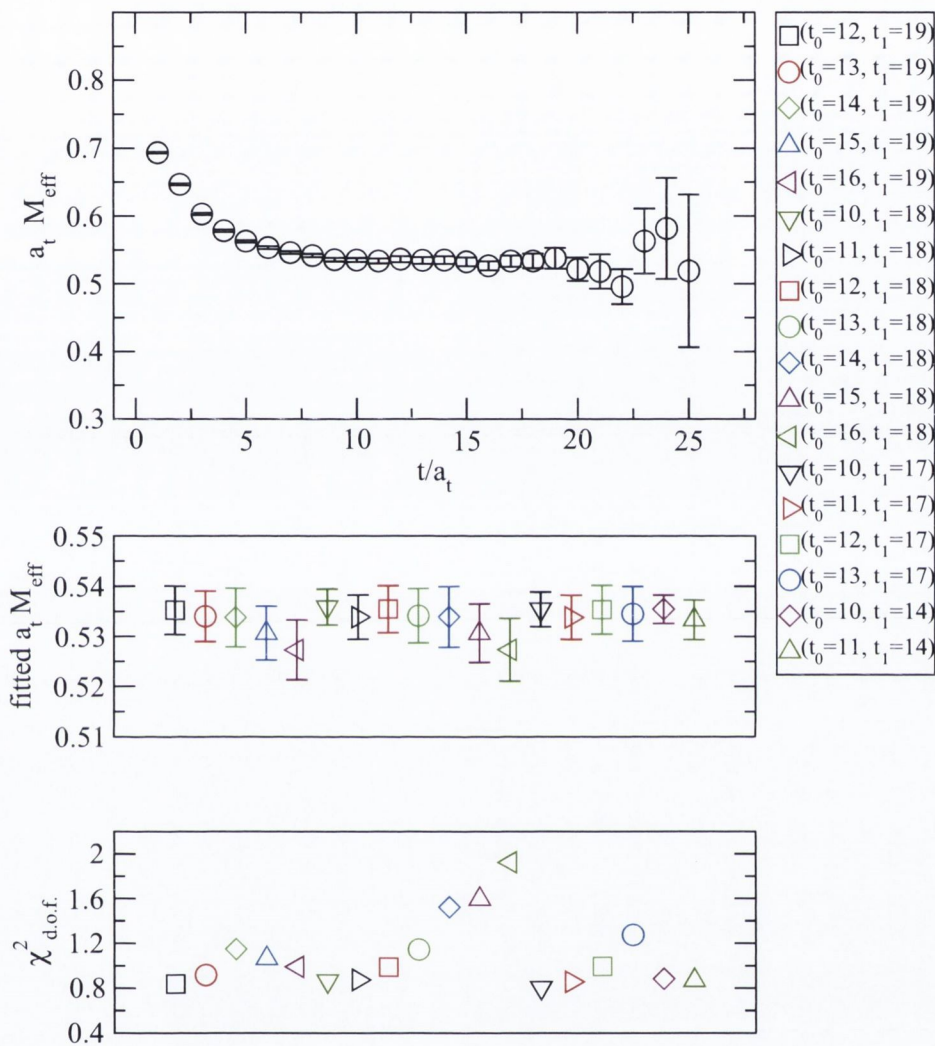 0.8
0.7
0.6
0.5
0.4
0.3
a_t M_eff
0 5 10 15 20 25
t/a_t
0.55
0.54
0.53
0.52
0.51
fitted a_t M_eff
2
1.6
1.2
0.8
0.4
χ²_d.o.f.
(t_0=12, t_1=19)
(t_0=13, t_1=19)
(t_0=14, t_1=19)
(t_0=15, t_1=19)
(t_0=16, t_1=19)
(t_0=10, t_1=18)
(t_0=11, t_1=18)
(t_0=12, t_1=18)
(t_0=13, t_1=18)
(t_0=14, t_1=18)
(t_0=15, t_1=18)
(t_0=16, t_1=18)
(t_0=10, t_1=17)
(t_0=11, t_1=17)
(t_0=12, t_1=17)
(t_0=13, t_1=17)
(t_0=10, t_1=14)
(t_0=11, t_1=14)